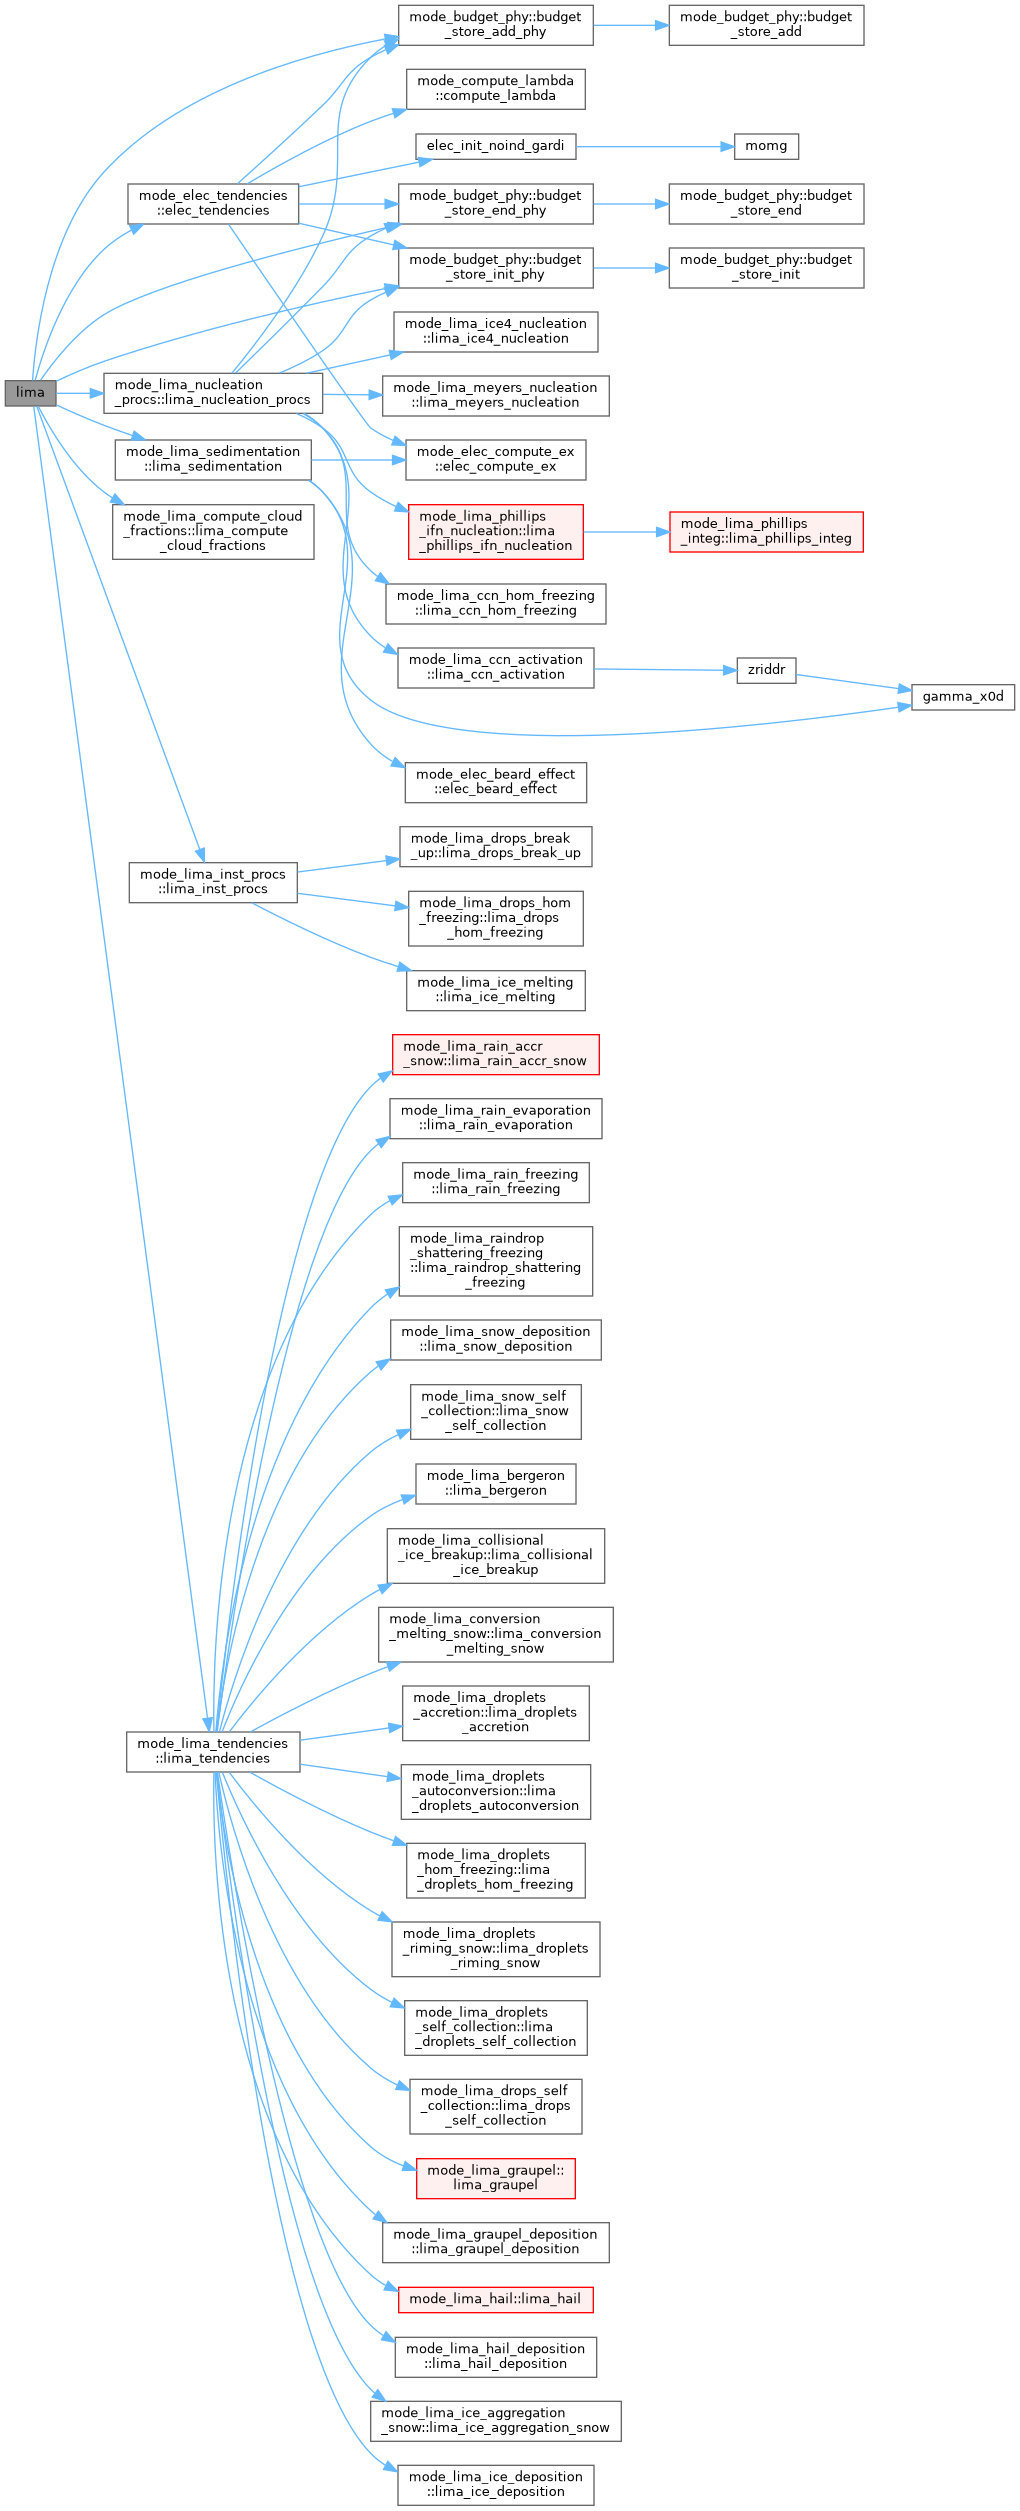 mode_budget_phy::budget
_store_add_phy
mode_budget_phy::budget
_store_add
mode_compute_lambda
::compute_lambda
elec_init_noind_gardi
momg
mode_elec_tendencies
::elec_tendencies
mode_budget_phy::budget
_store_end_phy
mode_budget_phy::budget
_store_end
mode_budget_phy::budget
_store_init_phy
mode_budget_phy::budget
_store_init
mode_lima_ice4_nucleation
::lima_ice4_nucleation
lima
mode_lima_nucleation
_procs::lima_nucleation_procs
mode_lima_meyers_nucleation
::lima_meyers_nucleation
mode_lima_sedimentation
::lima_sedimentation
mode_elec_compute_ex
::elec_compute_ex
mode_lima_compute_cloud
_fractions::lima_compute
_cloud_fractions
mode_lima_phillips
_ifn_nucleation::lima
_phillips_ifn_nucleation
mode_lima_phillips
_integ::lima_phillips_integ
mode_lima_ccn_hom_freezing
::lima_ccn_hom_freezing
mode_lima_ccn_activation
::lima_ccn_activation
zriddr
gamma_x0d
mode_elec_beard_effect
::elec_beard_effect
mode_lima_inst_procs
::lima_inst_procs
mode_lima_drops_break
_up::lima_drops_break_up
mode_lima_drops_hom
_freezing::lima_drops
_hom_freezing
mode_lima_ice_melting
::lima_ice_melting
mode_lima_rain_accr
_snow::lima_rain_accr_snow
mode_lima_rain_evaporation
::lima_rain_evaporation
mode_lima_rain_freezing
::lima_rain_freezing
mode_lima_raindrop
_shattering_freezing
::lima_raindrop_shattering
_freezing
mode_lima_snow_deposition
::lima_snow_deposition
mode_lima_snow_self
_collection::lima_snow
_self_collection
mode_lima_bergeron
::lima_bergeron
mode_lima_collisional
_ice_breakup::lima_collisional
_ice_breakup
mode_lima_conversion
_melting_snow::lima_conversion
_melting_snow
mode_lima_tendencies
::lima_tendencies
mode_lima_droplets
_accretion::lima_droplets
_accretion
mode_lima_droplets
_autoconversion::lima
_droplets_autoconversion
mode_lima_droplets
_hom_freezing::lima
_droplets_hom_freezing
mode_lima_droplets
_riming_snow::lima_droplets
_riming_snow
mode_lima_droplets
_self_collection::lima
_droplets_self_collection
mode_lima_drops_self
_collection::lima_drops
_self_collection
mode_lima_graupel::
lima_graupel
mode_lima_graupel_deposition
::lima_graupel_deposition
mode_lima_hail::lima_hail
mode_lima_hail_deposition
::lima_hail_deposition
mode_lima_ice_aggregation
_snow::lima_ice_aggregation_snow
mode_lima_ice_deposition
::lima_ice_deposition